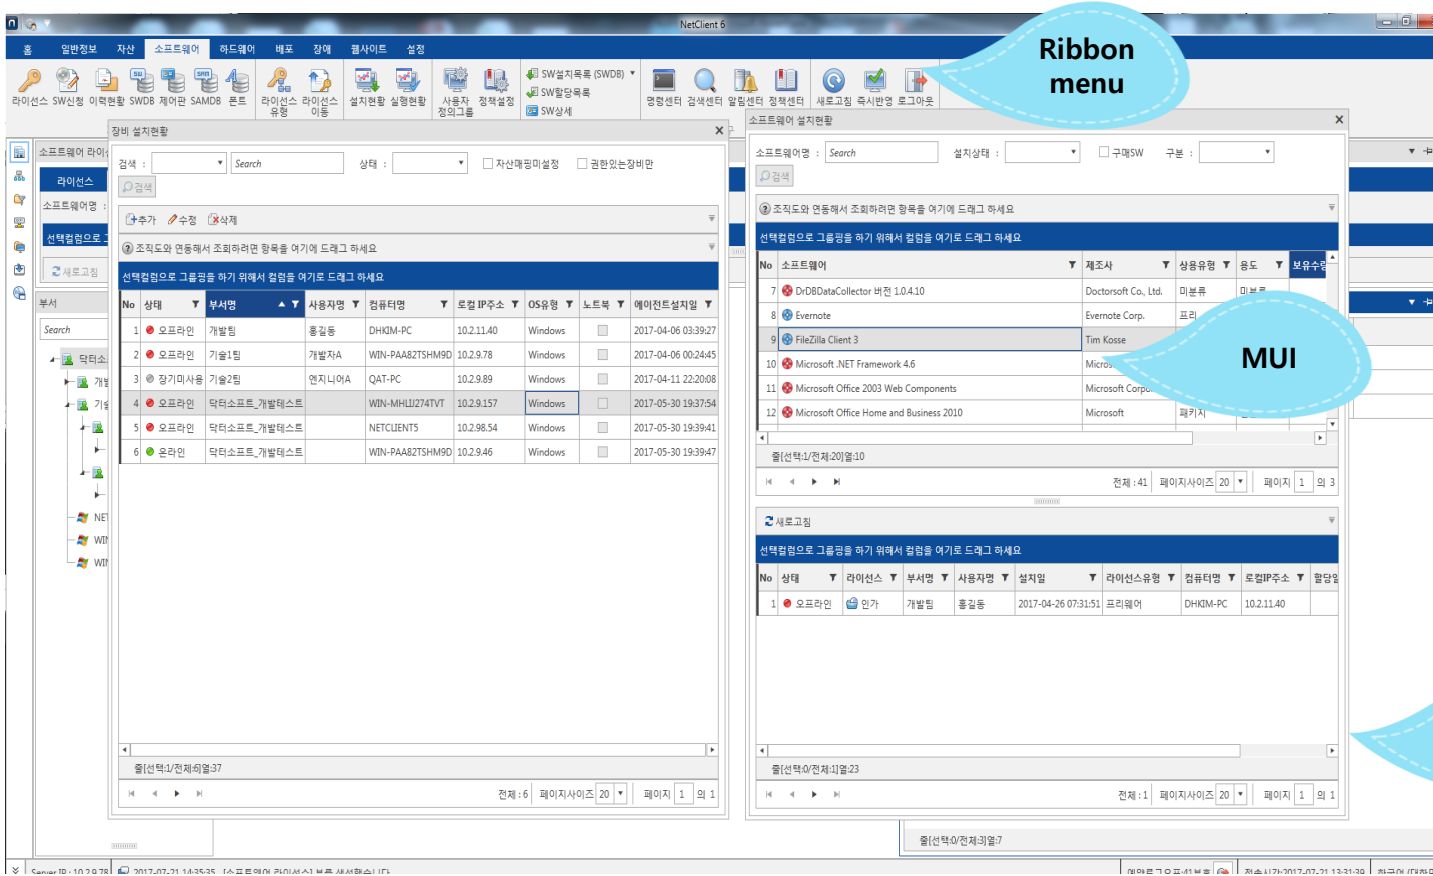 NetClient 6
홈 일반정보 자산 소프트웨어 하드웨어 배포 장애 웹사이트 설정
Ribbon menu
라이선스 SW신청 이력현황 SWDB 제어판 SAMDB 폰트 라이선스 유형 라이선스 이동 설치현황 실행현황 사용자 정의그룹 정책설정
SW설치목록 (SWDB)
SW할당목록
SW상세
명령센터 검색센터 알림센터 정책센터 새로고침 즉시반영 로그아웃
소프트웨어
라이선스
소프트웨어명 :
선택컬럼으로
새로고침
부서
Search
닥터소
NET
WIN
WIN
장비 설치현황
검색 : Search 상태 : 자산매핑미설정 권한있는장비만
검색
추가 수정 삭제
조직도와 연동해서 조회하려면 항목을 여기에 드래그 하세요
선택컬럼으로 그룹핑을 하기 위해서 컬럼을 여기로 드래그 하세요
No 상태 부서명 사용자명 컴퓨터명 로컬 IP주소 OS유형 노트북 에이전트설치일
1 오프라인 개발팀 홍길동 DHKIM-PC 10.2.11.40 Windows 2017-04-06 03:39:27
2 오프라인 기술1팀 개발자A WIN-PAA82TSHM9D 10.2.9.78 Windows 2017-04-06 00:24:45
3 장기미사용 기술2팀 엔지니어A QAT-PC 10.2.9.89 Windows 2017-04-11 22:20:08
4 오프라인 닥터소프트_개발테스트 WIN-MHLIJ274TVT 10.2.9.157 Windows 2017-05-30 19:37:54
5 오프라인 닥터소프트_개발테스트 NETCLIENT5 10.2.98.54 Windows 2017-05-30 19:39:41
6 온라인 닥터소프트_개발테스트 WIN-PAA82TSHM9D 10.2.9.46 Windows 2017-05-30 19:39:47
줄[선택:1/전체:6]열:37
전체 : 6 페이지사이즈 20 페이지 1 의 1
소프트웨어 설치현황
소프트웨어명 : Search 설치상태 : 구매SW 구분 :
검색
조직도와 연동해서 조회하려면 항목을 여기에 드래그 하세요
선택컬럼으로 그룹핑을 하기 위해서 컬럼을 여기로 드래그 하세요
No 소프트웨어 제조사 상용유형 용도 보유수량
7 DrDBDataCollector 버전 1.0.4.10 Doctorsoft Co., Ltd. 미분류 미분류
8 Evernote Evernote Corp. 프리
9 FileZilla Client 3 Tim Kosse
10 Microsoft .NET Framework 4.6 Micros
11 Microsoft Office 2003 Web Components Microsoft Corpo
12 Microsoft Office Home and Business 2010 Microsoft 패키지
MUI
줄[선택:1/전체:20]열:10
전체 : 41 페이지사이즈 20 페이지 1 의 3
새로고침
선택컬럼으로 그룹핑을 하기 위해서 컬럼을 여기로 드래그 하세요
No 상태 라이선스 부서명 사용자명 설치일 라이선스유형 컴퓨터명 로컬IP주소 할당일
1 오프라인 인가 개발팀 홍길동 2017-04-26 07:31:51 프리웨어 DHKIM-PC 10.2.11.40
줄[선택:0/전체:1]열:23
전체 : 1 페이지사이즈 20 페이지 1 의 1
줄[선택:0/전체:3]열:7
Server IP : 10.2.9.78 2017-07-21 14:35:35